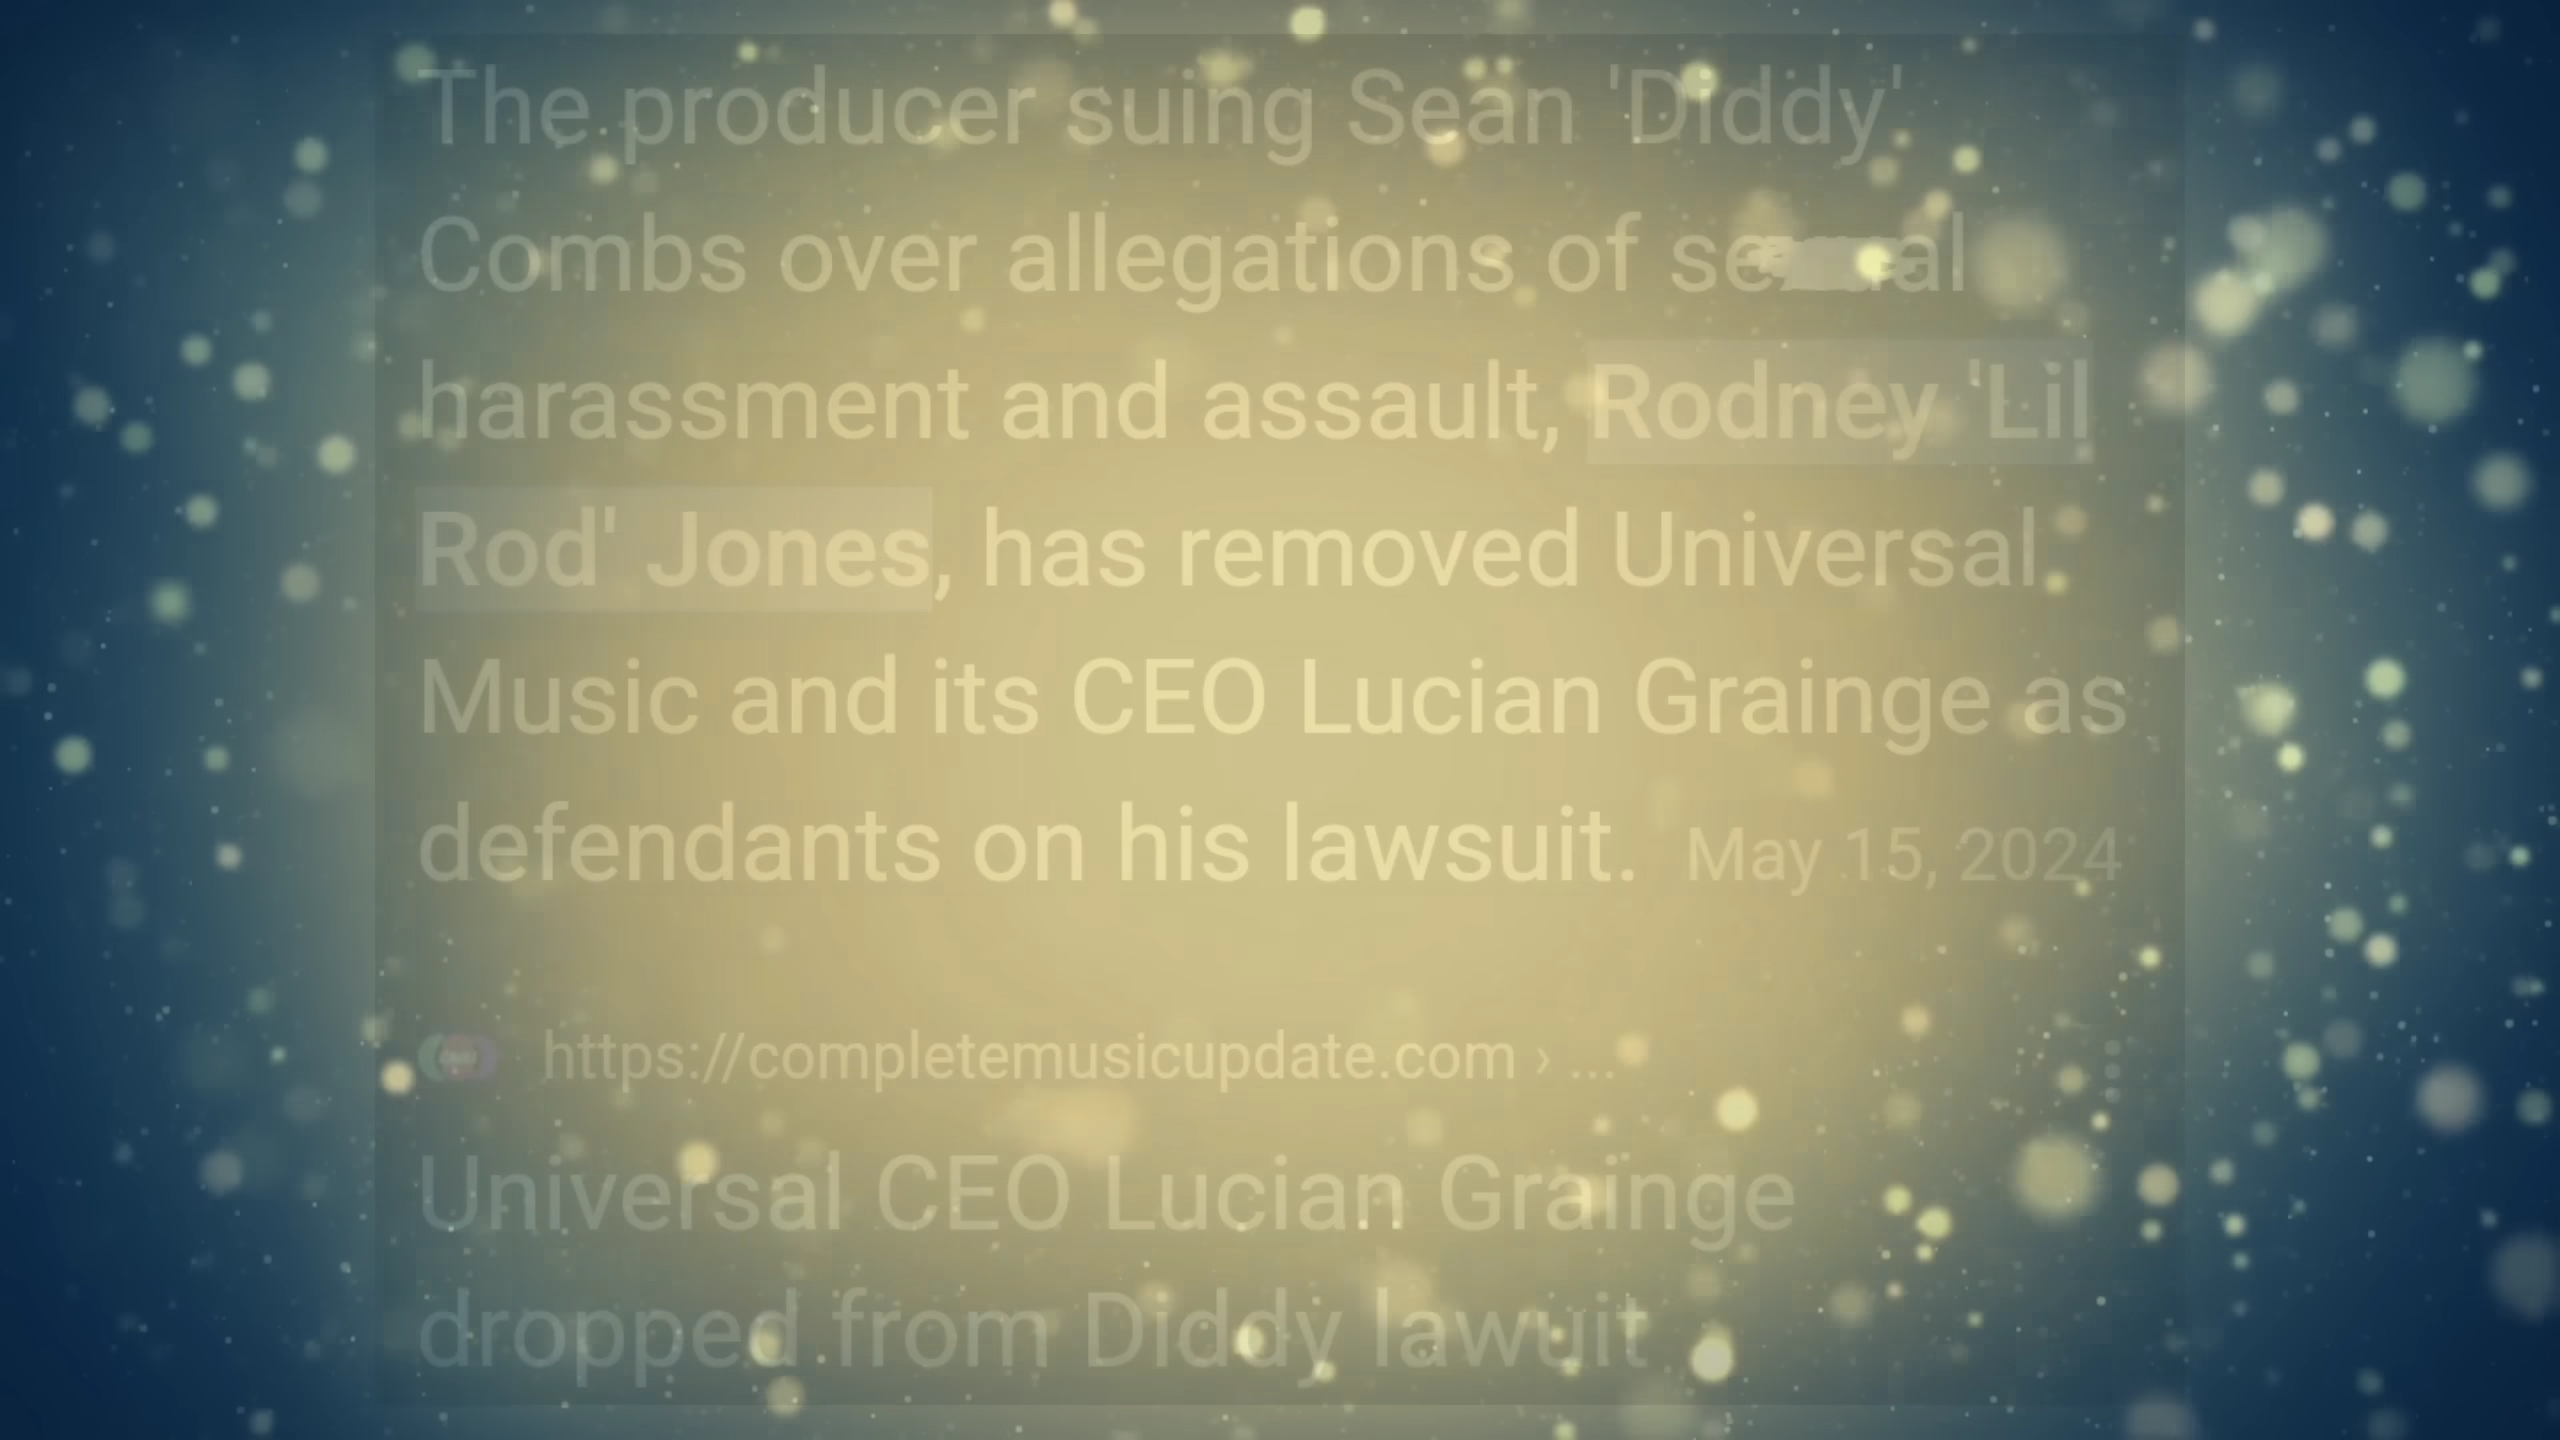 The producer suing Sean 'Diddy'
Combs over allegations of
harassment and assault, Rodney 'Lil
Rod' Jones, has removed Universal
Music and its CEO Lucian Grainge as
defendants on his lawsuit. May 15, 2024
https://completemusicupdate.com › ...
Universal CEO Lucian Grainge
dropped from Diddy lawuit